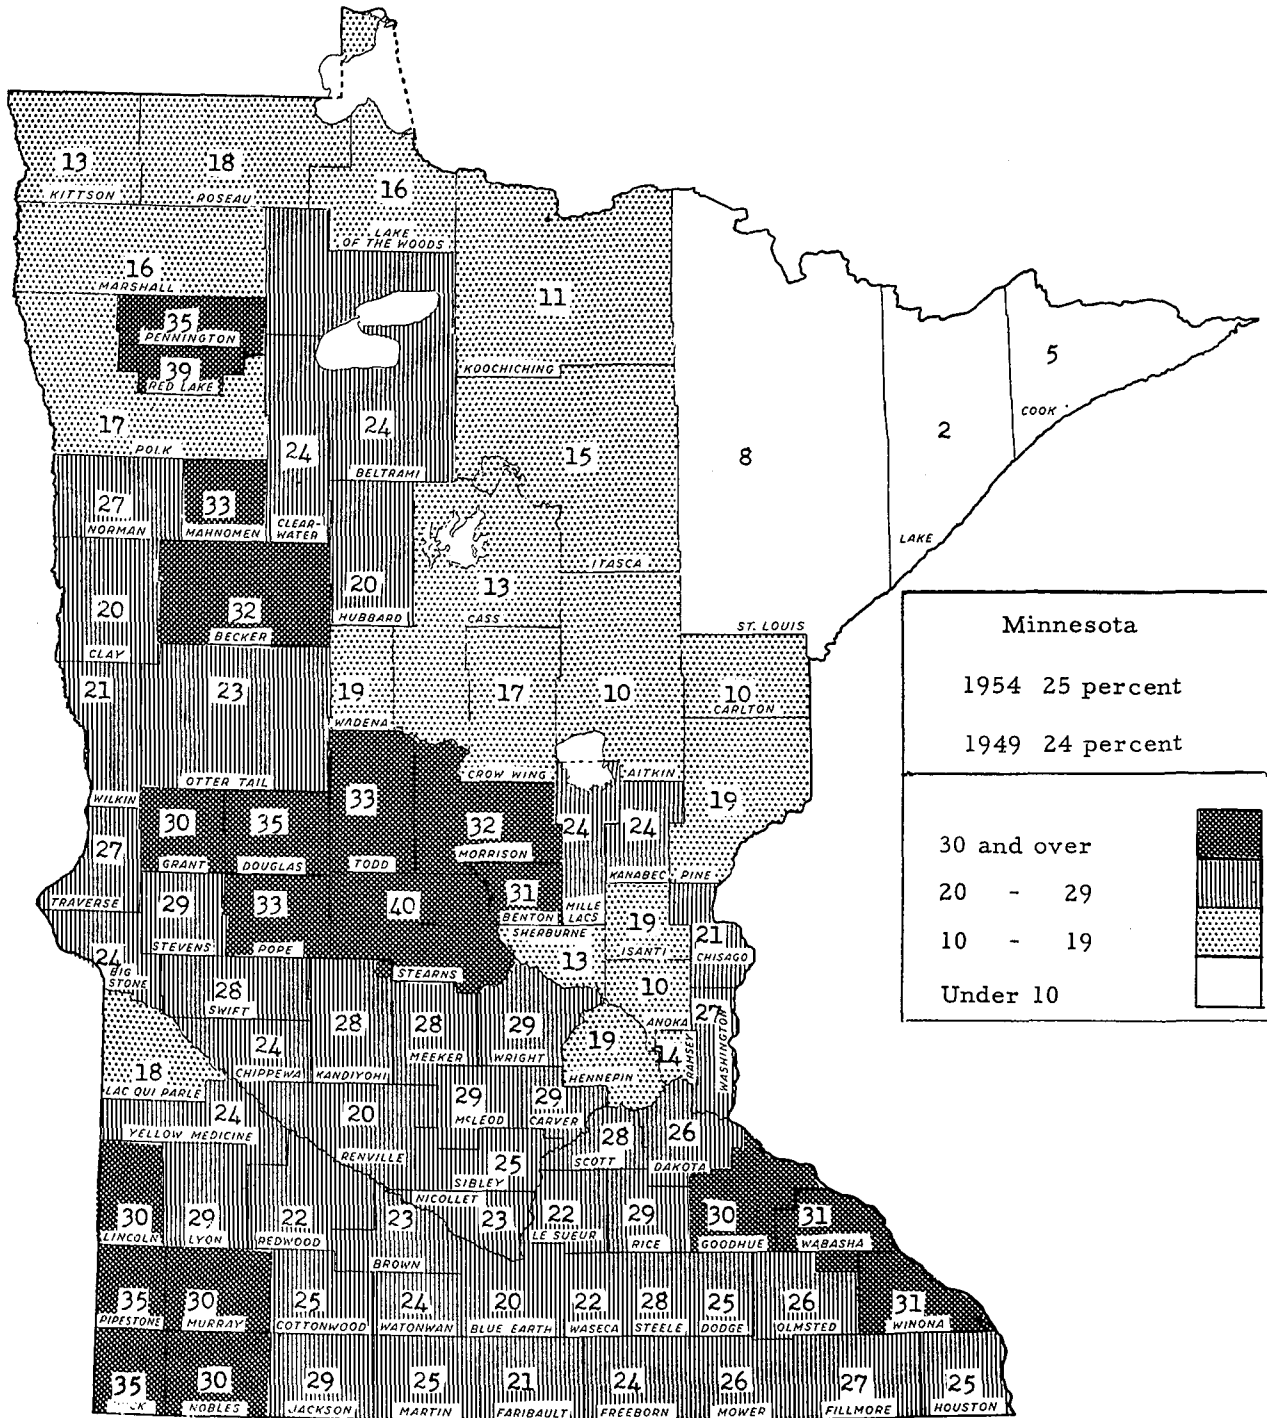 13
KITTSON
18
ROSEAU
16
LAKE
OF THE WOODS
16
MARSHALL
11
KOOCHICHING
35
PENNINGTON
39
RED LAKE
17
POLK
24
CLEAR-
WATER
24
BELTRAMI
15
ITASCA
8
ST. LOUIS
2
LAKE
5
COOK
27
NORMAN
33
MAHNOMEN
20
CLAY
32
BECKER
20
HUBBARD
13
CASS
21
WILKIN
23
OTTER TAIL
19
WADENA
17
CROW WING
10
AITKIN
10
CARLTON
19
PINE
30
GRANT
35
DOUGLAS
33
TODD
32
MORRISON
24
MILLE
LACS
24
KANABEC
27
TRAVERSE
29
STEVENS
33
POPE
40
STEARNS
31
BENTON
SHERBURNE
13
19
ISANTI
21
CHISAGO
24
BIG
STONE
28
SWIFT
24
CHIPPEWA
28
KANDIYOHI
28
MEEKER
29
WRIGHT
10
ANOKA
19
HENNEPIN
14
RAMSEY
27
WASHINGTON
18
LAC QUI PARLE
24
YELLOW MEDICINE
20
RENVILLE
29
McLEOD
29
CARVER
25
SIBLEY
28
SCOTT
26
DAKOTA
30
LINCOLN
29
LYON
22
REDWOOD
23
BROWN
NICOLLET
23
22
LE SUEUR
29
RICE
30
GOODHUE
31
WABASHA
35
PIPESTONE
30
MURRAY
25
COTTONWOOD
24
WATONWAN
20
BLUE EARTH
22
WASECA
28
STEELE
25
DODGE
26
OLMSTED
31
WINONA
35
30
NOBLES
29
JACKSON
25
MARTIN
21
FARIBAULT
24
FREEBORN
26
MOWER
27
FILLMORE
25
HOUSTON
Minnesota
1954 25 percent
1949 24 percent
30 and over
20 - 29
10 - 19
Under 10